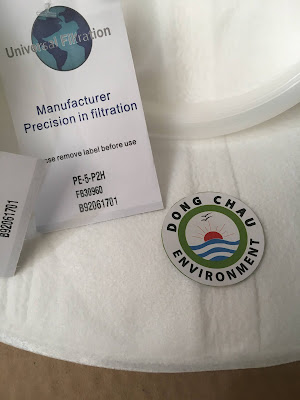 Universal Filtration
Manufacturer
Precision in filtration
remove label before use
PE-5-P2H
FB30960
B92061701
B92061701
DONG CHAU
ENVIRONMENT